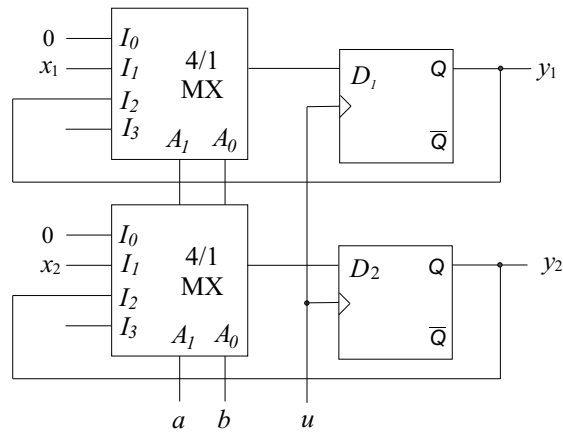 0 I₀
x₁ I₁ 4/1 D₁ Q y₁
I₂ MX
I₃ A₁ A₀ Q̅
0 I₀
x₂ I₁ 4/1 D2 Q y₂
I₂ MX
I₃ A₁ A₀ Q̅
a b u